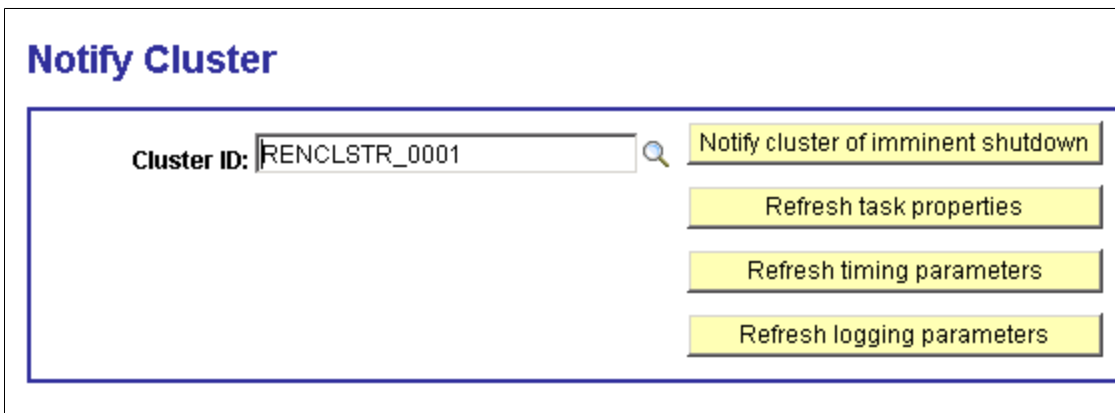 Notify Cluster
Cluster ID: RENCLSTR_0001
Notify cluster of imminent shutdown
Refresh task properties
Refresh timing parameters
Refresh logging parameters